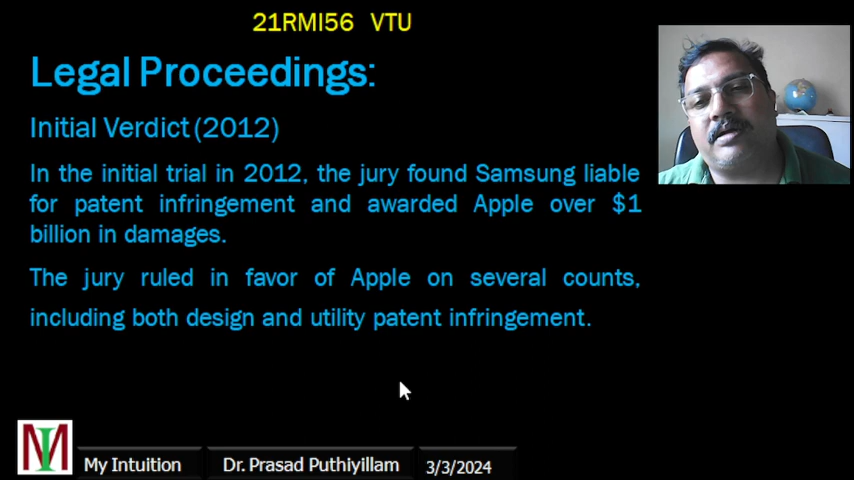 21RMI56 VTU
Legal Proceedings:
Initial Verdict (2012)
In the initial trial in 2012, the jury found Samsung liable
for patent infringement and awarded Apple over $1
billion in damages.
The jury ruled in favor of Apple on several counts,
including both design and utility patent infringement.
MI
My Intuition
Dr. Prasad Puthiyillam
3/3/2024